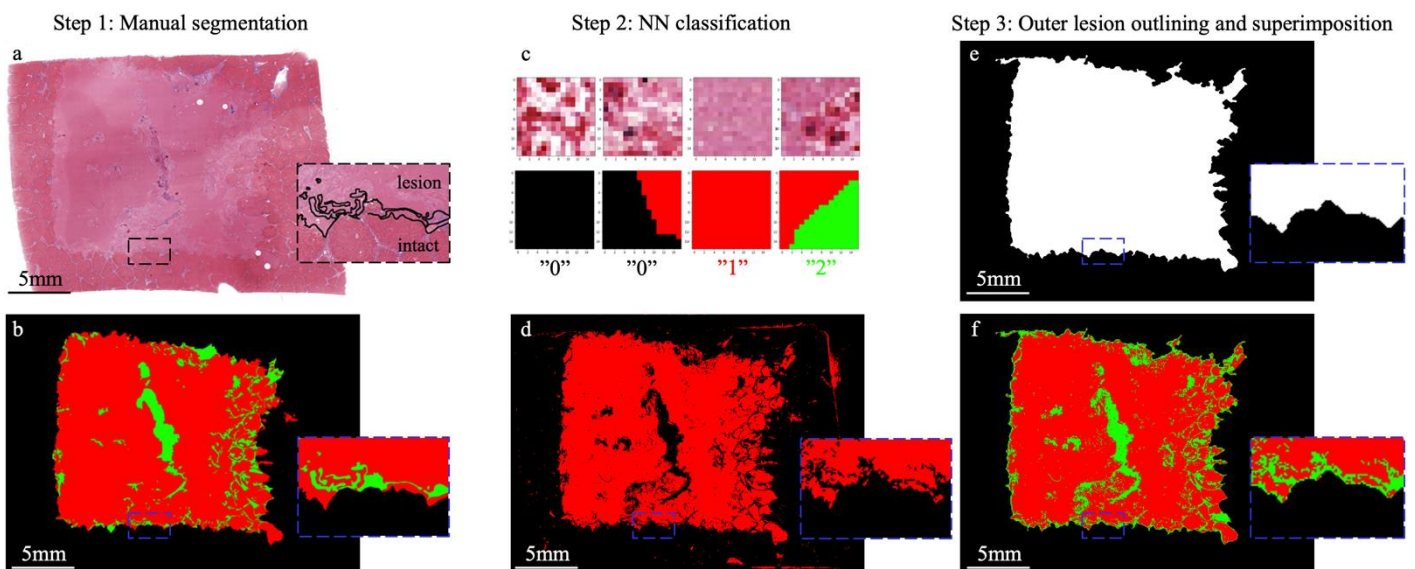 Step 1: Manual segmentation
Step 2: NN classification
Step 3: Outer lesion outlining and superimposition
a
lesion
intact
5mm
c
"0"
"0"
"1"
"2"
e
5mm
b
5mm
d
5mm
f
5mm